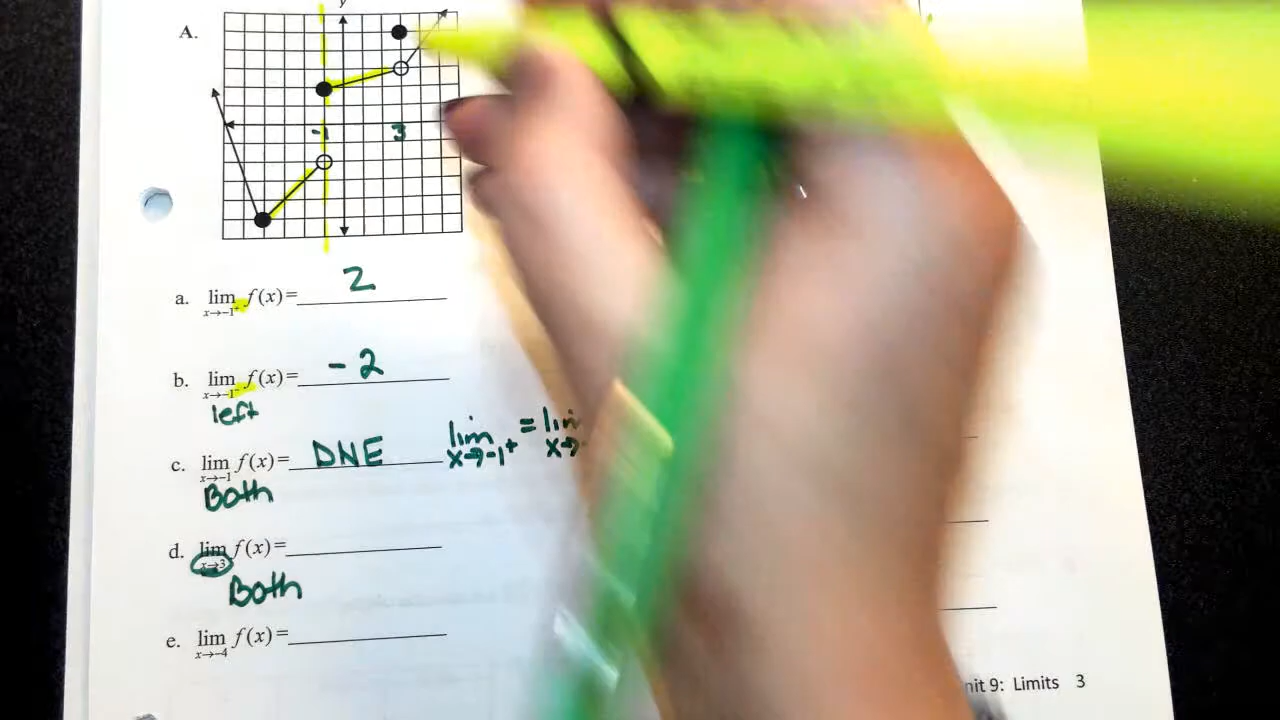 y
A.
-1 3
a. lim x→-1⁺ f(x)= 2
b. lim x→-1⁻ f(x)= -2
left
c. lim x→-1 f(x)= DNE lim x→-1⁺ = lim x→
Both
d. lim x→3 f(x)=
Both
e. lim x→-4 f(x)=
nit 9: Limits 3